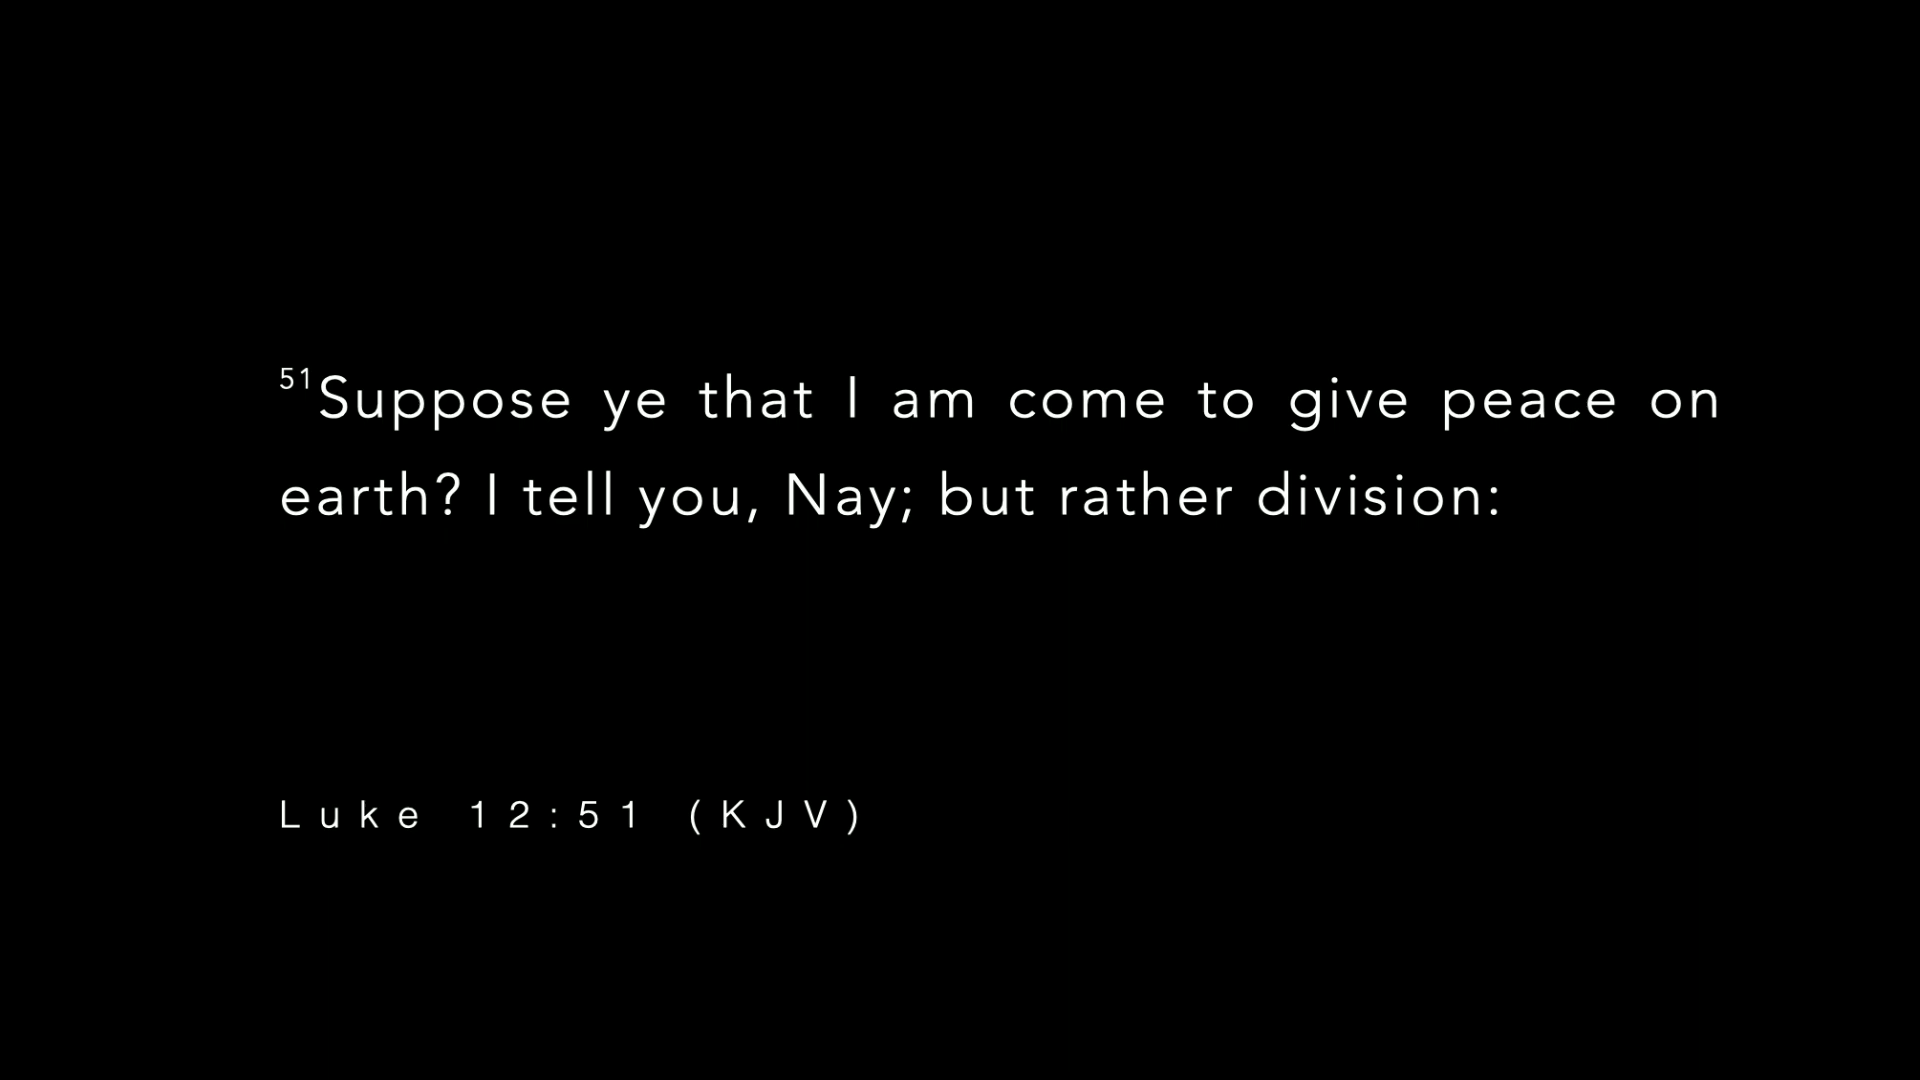 51Suppose ye that I am come to give peace on
earth? I tell you, Nay; but rather division:
Luke 12:51 (KJV)